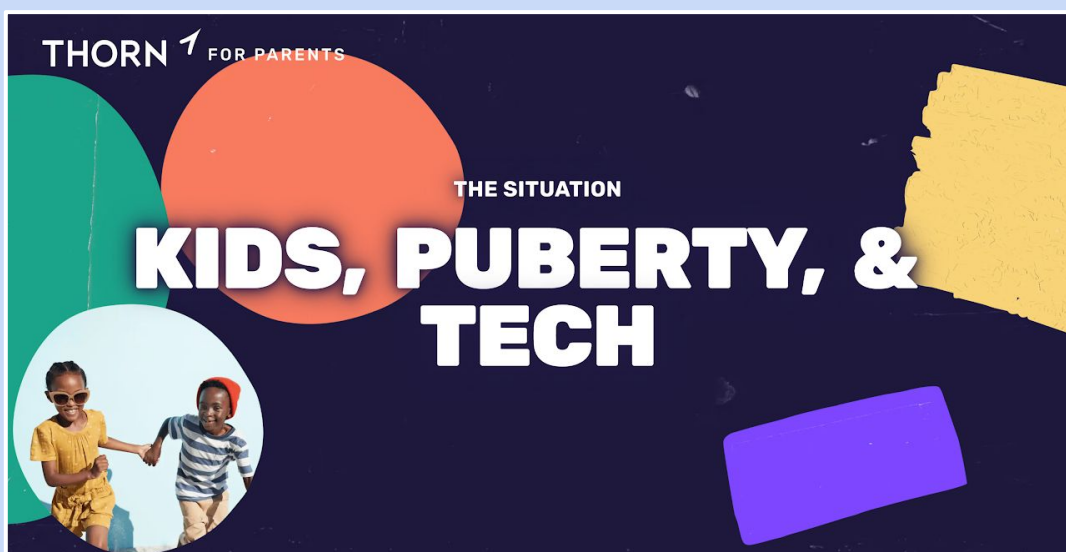 THORN FOR PARENTS
THE SITUATION
KIDS, PUBERTY, &
TECH